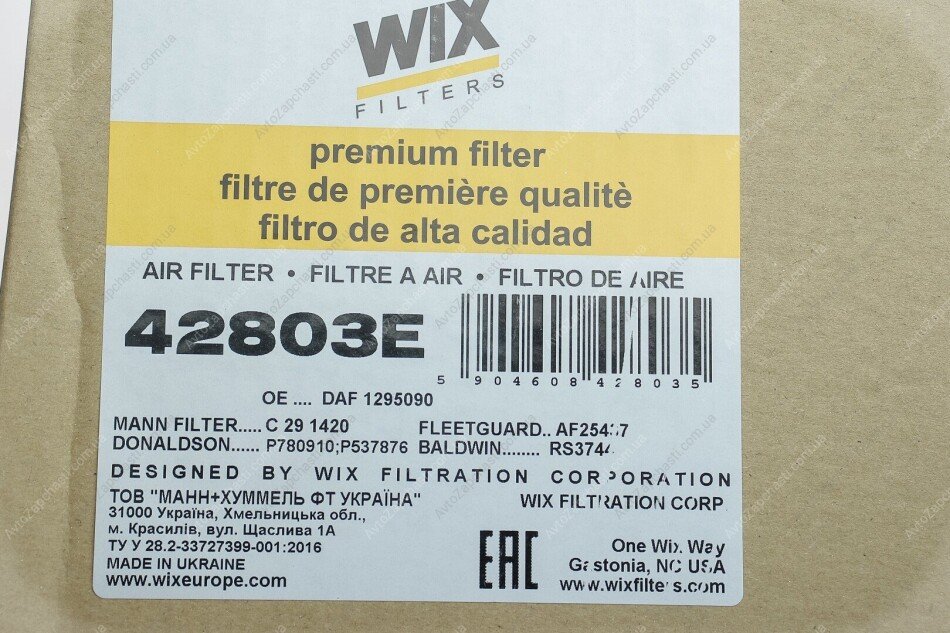 WIX
FILTERS
premium filter
filtre de première qualitè
filtro de alta calidad
AIR FILTER • FILTRE A AIR • FILTRO DE AIRE
42803E
5 904608 428035
OE .... DAF 1295090
MANN FILTER..... C 29 1420 FLEETGUARD..
DONALDSON...... P780910;P537876 BALDWIN........
DESIGNED BY WIX FILTRATION CORPORATION
ТОВ "МАНН+ХУММЕЛЬ ФТ УКРАЇНА" WIX FILTRATION CORP
31000 Україна, Хмельницька обл.,
м. Красилів, вул. Щаслива 1А
ТУ У 28.2-33727399-001:2016
MADE IN UKRAINE
www.wixeurope.com
EAC
One Wix Way
Gastonia, NC USA
www.wixfilters.com
AvtoZapchasti.com.ua